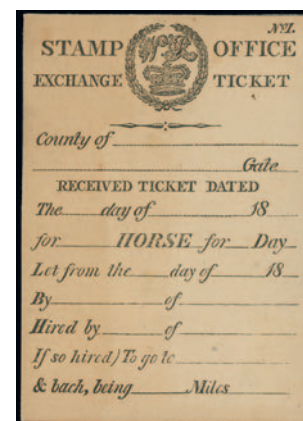 No. 1.
STAMP OFFICE
EXCHANGE TICKET
County of
Gate
RECEIVED TICKET DATED
The day of 18
for HORSE for Day
Let from the day of 18
By of
Hired by of
If so hired) To go to
& back, being Miles